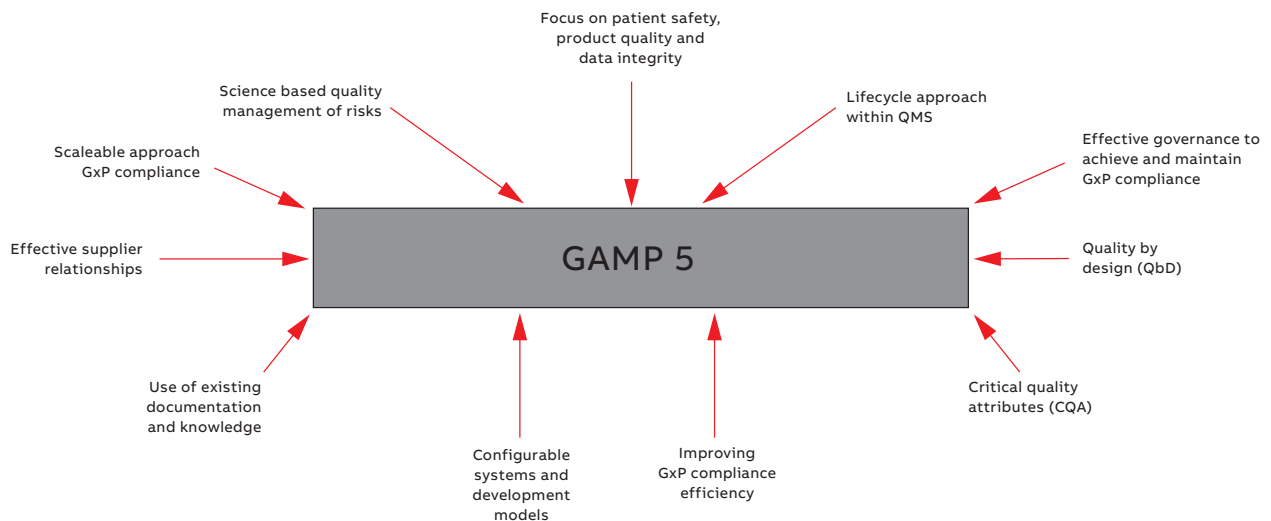 Focus on patient safety,
product quality and
data integrity
Science based quality
management of risks
Lifecycle approach
within QMS
Scaleable approach
GxP compliance
Effective governance to
achieve and maintain
GxP compliance
Effective supplier
relationships
GAMP 5
Quality by
design (QbD)
Use of existing
documentation
and knowledge
Critical quality
attributes (CQA)
Configurable
systems and
development
models
Improving
GxP compliance
efficiency